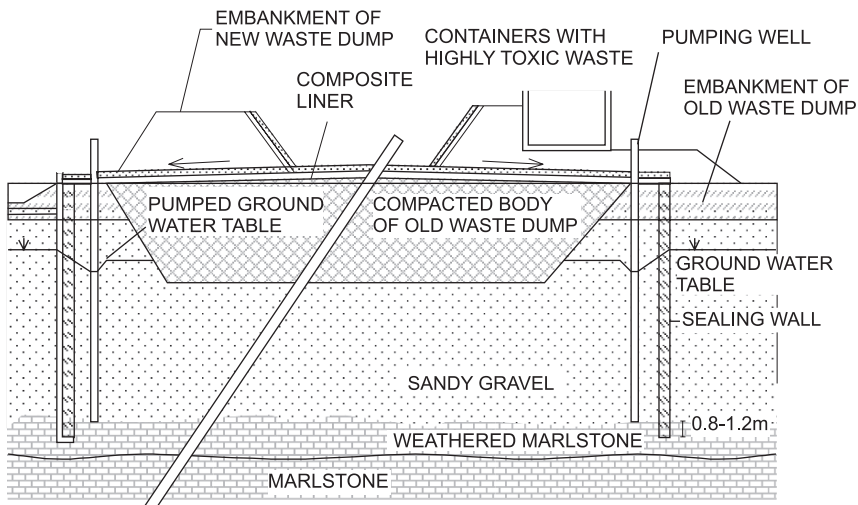 EMBANKMENT OF
NEW WASTE DUMP
CONTAINERS WITH
HIGHLY TOXIC WASTE
PUMPING WELL
COMPOSITE
LINER
EMBANKMENT OF
OLD WASTE DUMP
PUMPED GROUND
WATER TABLE
COMPACTED BODY
OF OLD WASTE DUMP
GROUND WATER
TABLE
SEALING WALL
SANDY GRAVEL
0.8-1.2m
WEATHERED MARLSTONE
MARLSTONE